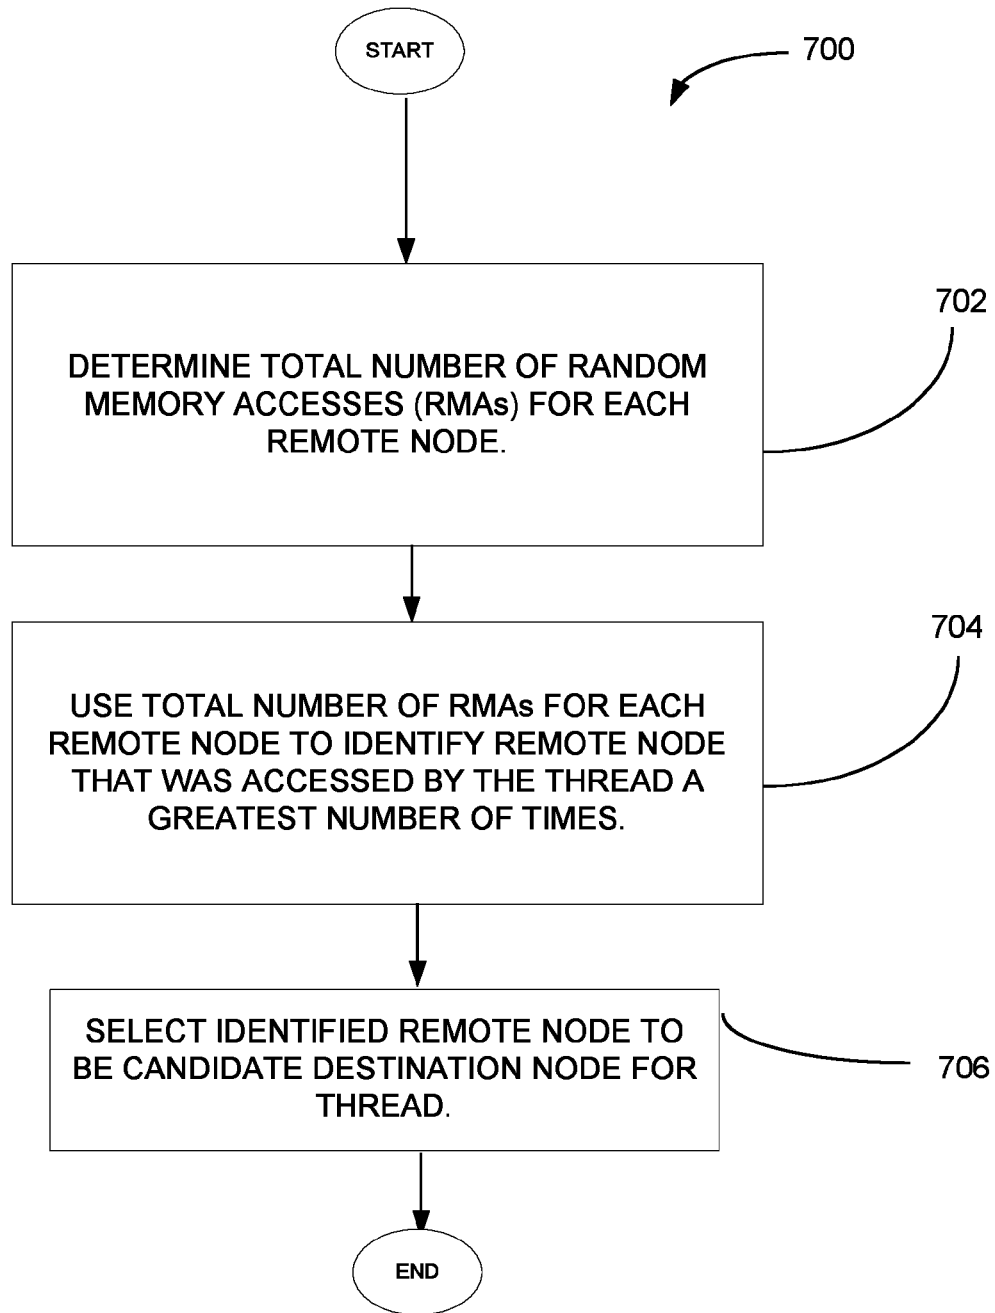 START
700
702
DETERMINE TOTAL NUMBER OF RANDOM
MEMORY ACCESSES (RMAs) FOR EACH
REMOTE NODE.
704
USE TOTAL NUMBER OF RMAs FOR EACH
REMOTE NODE TO IDENTIFY REMOTE NODE
THAT WAS ACCESSED BY THE THREAD A
GREATEST NUMBER OF TIMES.
SELECT IDENTIFIED REMOTE NODE TO
BE CANDIDATE DESTINATION NODE FOR
THREAD.
706
END